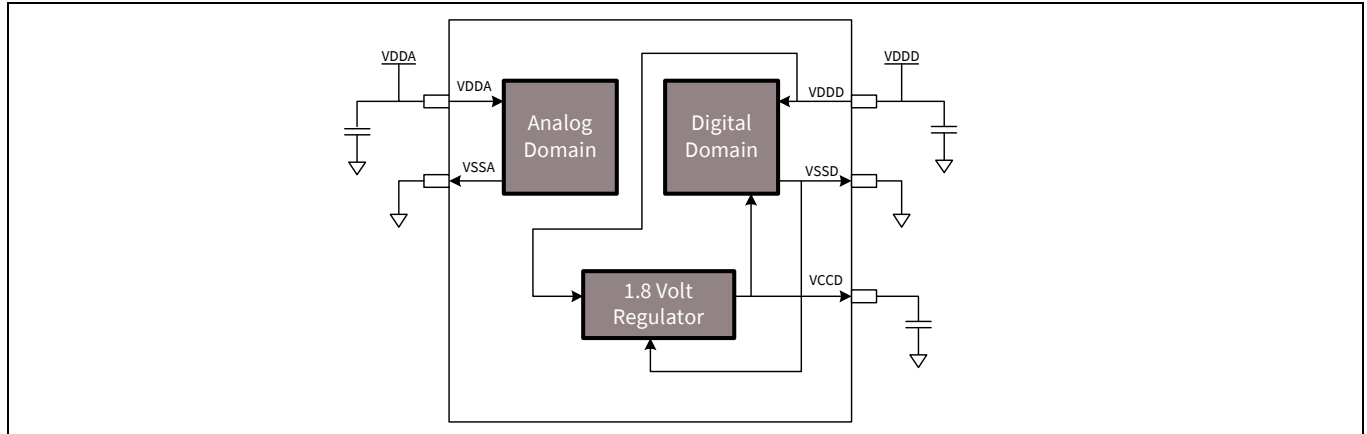 VDDA
VDDD
VDDA
VDDD
Analog
Domain
Digital
Domain
VSSA
VSSD
1.8 Volt
Regulator
VCCD